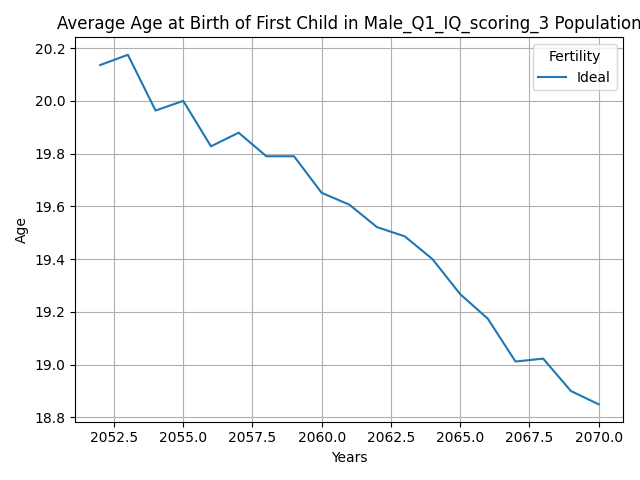 Average Age at Birth of First Child in Male_Q1_IQ_scoring_3 Population
Fertility
Ideal
20.2
20.0
19.8
19.6
19.4
19.2
19.0
18.8
Age
2052.5 2055.0 2057.5 2060.0 2062.5 2065.0 2067.5 2070.0
Years